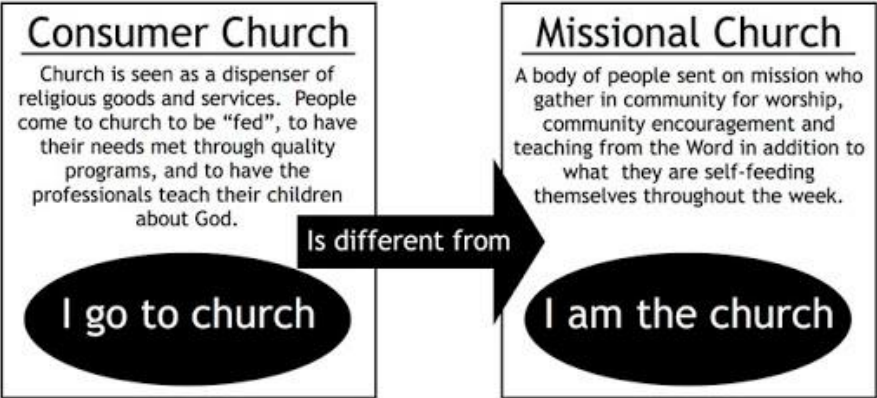 Consumer Church
Church is seen as a dispenser of
religious goods and services. People
come to church to be “fed”, to have
their needs met through quality
programs, and to have the
professionals teach their children
about God.
I go to church
Is different from
Missional Church
A body of people sent on mission who
gather in community for worship,
community encouragement and
teaching from the Word in addition to
what they are self-feeding
themselves throughout the week.
I am the church